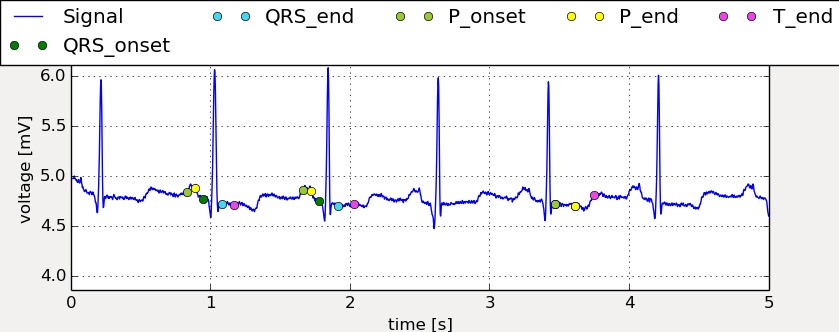 Signal QRS_end P_onset P_end T_end
QRS_onset
6.0
5.5
5.0
4.5
4.0
voltage [mV]
0 1 2 3 4 5
time [s]